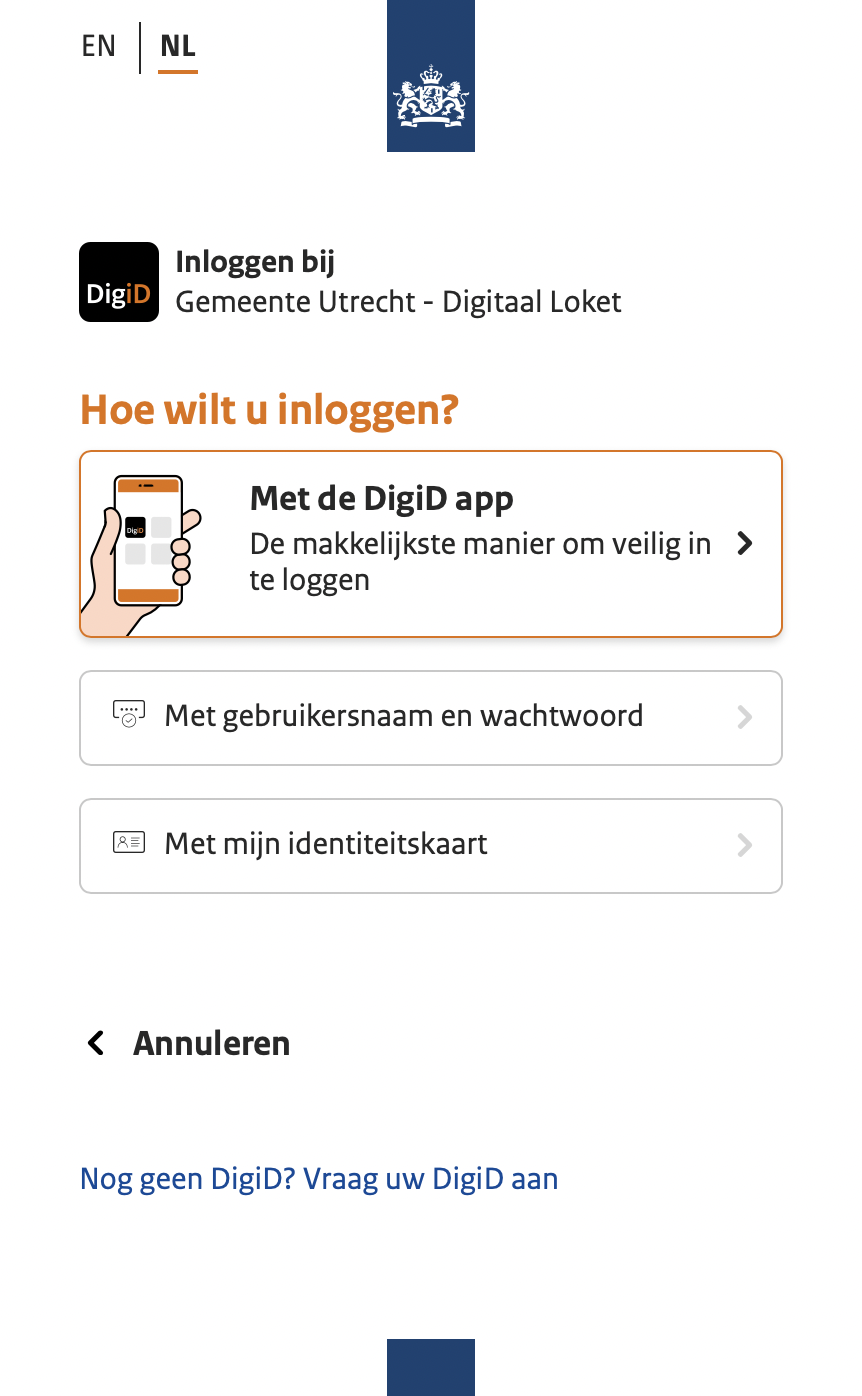 EN NL
DigiD
Inloggen bij
Gemeente Utrecht - Digitaal Loket
Hoe wilt u inloggen?
DigiD
Met de DigiD app
De makkelijkste manier om veilig in
te loggen
Met gebruikersnaam en wachtwoord
Met mijn identiteitskaart
Annuleren
Nog geen DigiD? Vraag uw DigiD aan